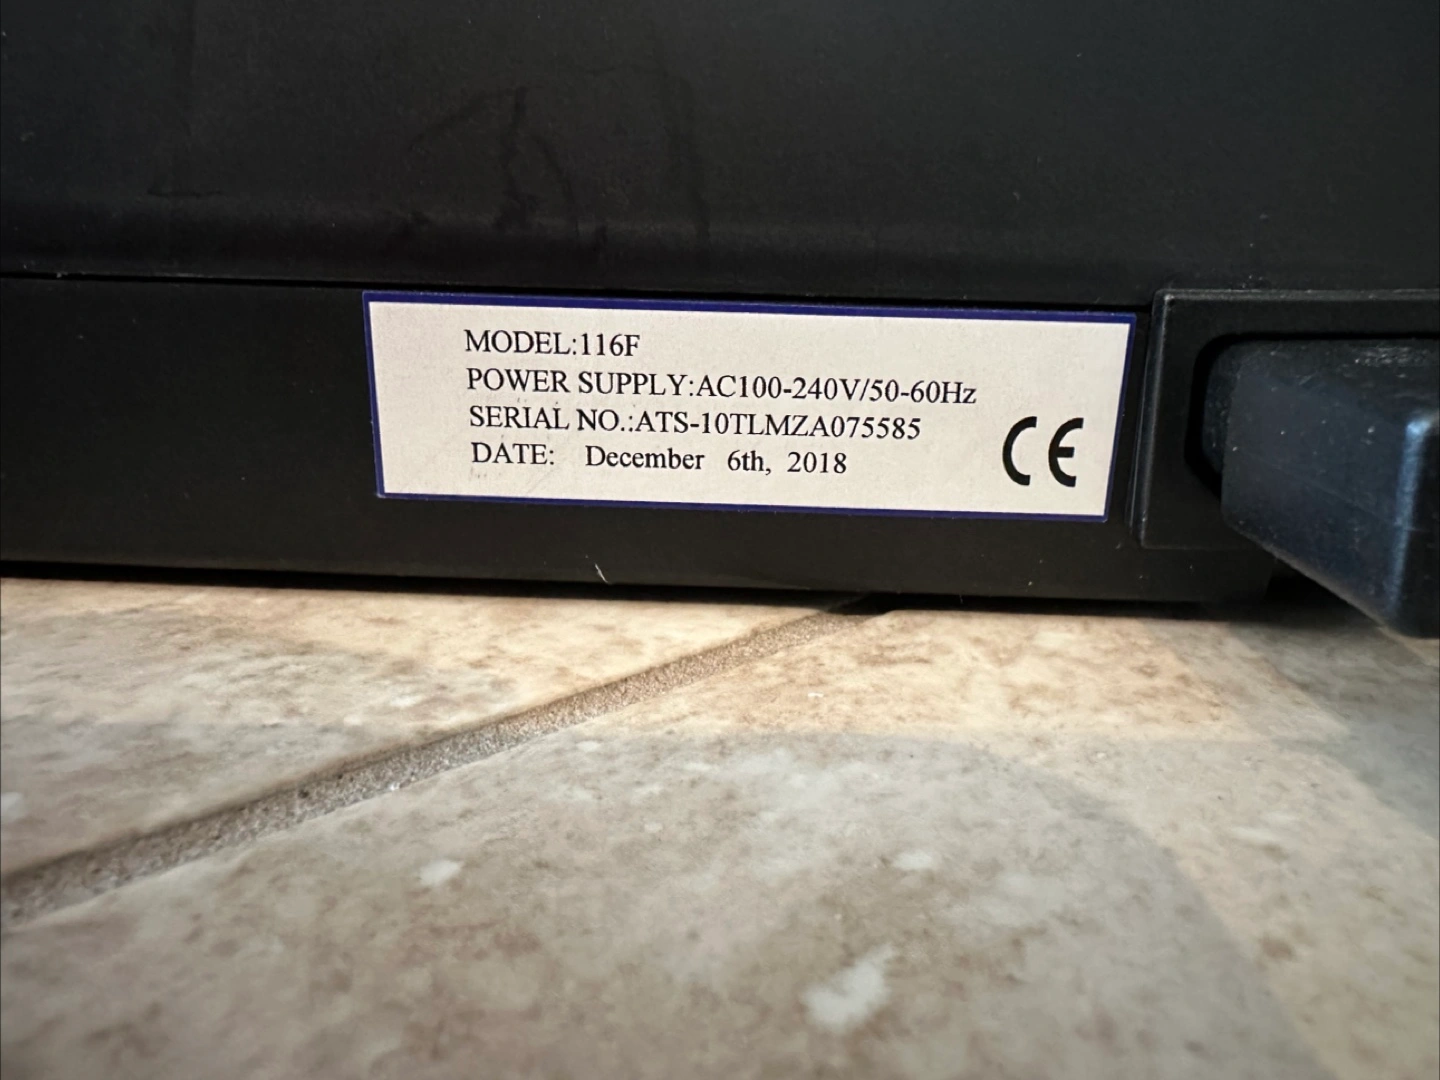 MODEL:116F
POWER SUPPLY:AC100-240V/50-60Hz
SERIAL NO.:ATS-10TLMZA075585
DATE: December 6th, 2018
CE